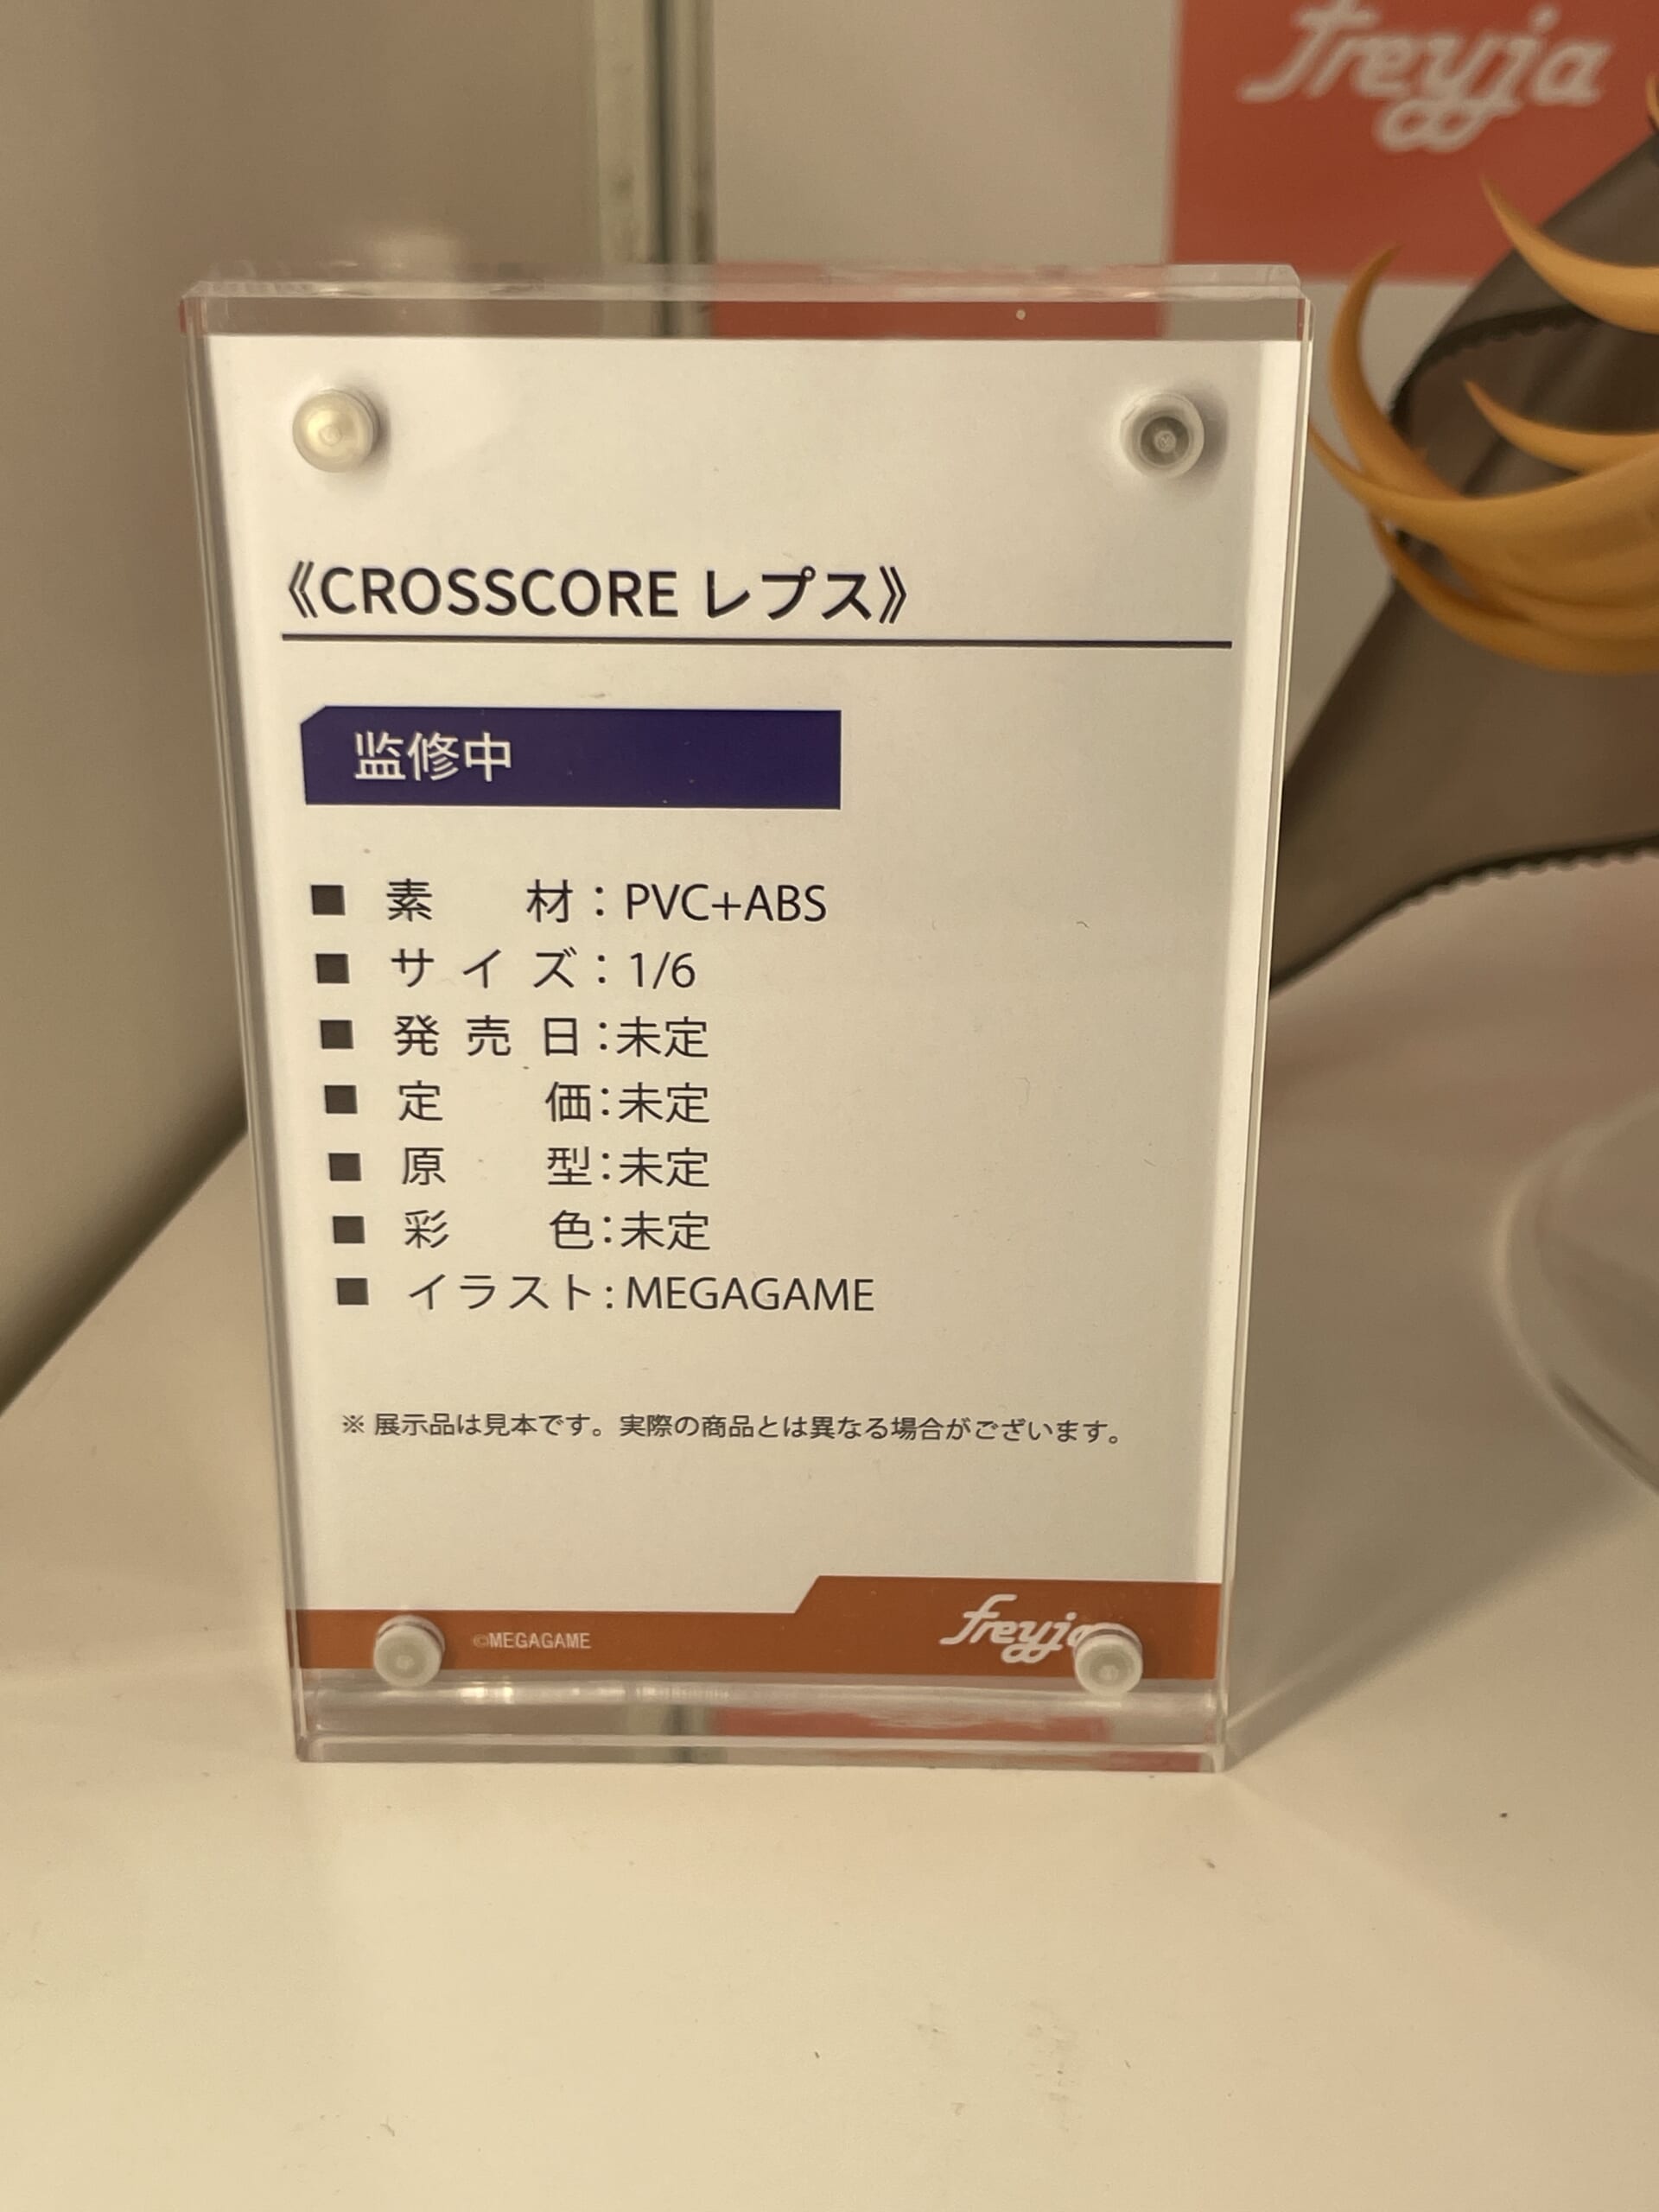 freyja
《CROSSCORE レプス》
监修中
■ 素 材：PVC+ABS
■ サイズ：1/6
■ 発売日：未定
■ 定 価：未定
■ 原 型：未定
■ 彩 色：未定
■ イラスト：MEGAGAME
※ 展示品は見本です。実際の商品とは異なる場合がございます。
©MEGAGAME
freyja